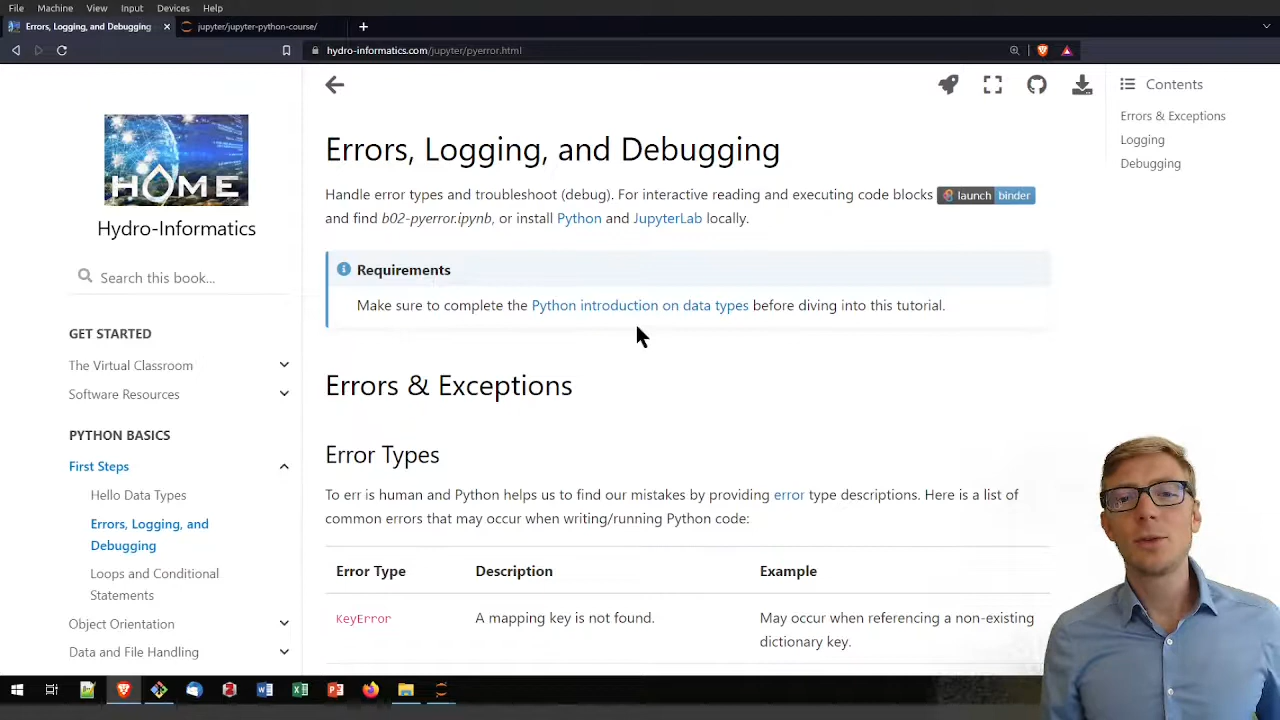 File Machine View Input Devices Help
Errors, Logging, and Debugging
jupyter/jupyter-python-course/
hydro-informatics.com/jupyter/pyerror.html
Contents
Errors & Exceptions
Logging
Debugging
HOME
Hydro-Informatics
Search this book...
GET STARTED
The Virtual Classroom
Software Resources
PYTHON BASICS
First Steps
Hello Data Types
Errors, Logging, and
Debugging
Loops and Conditional
Statements
Object Orientation
Data and File Handling
Errors, Logging, and Debugging
Handle error types and troubleshoot (debug). For interactive reading and executing code blocks launch binder
and find b02-pyerror.ipynb, or install Python and JupyterLab locally.
Requirements
Make sure to complete the Python introduction on data types before diving into this tutorial.
Errors & Exceptions
Error Types
To err is human and Python helps us to find our mistakes by providing error type descriptions. Here is a list of
common errors that may occur when writing/running Python code:
Error Type Description Example
KeyError A mapping key is not found. May occur when referencing a non-existing
dictionary key.